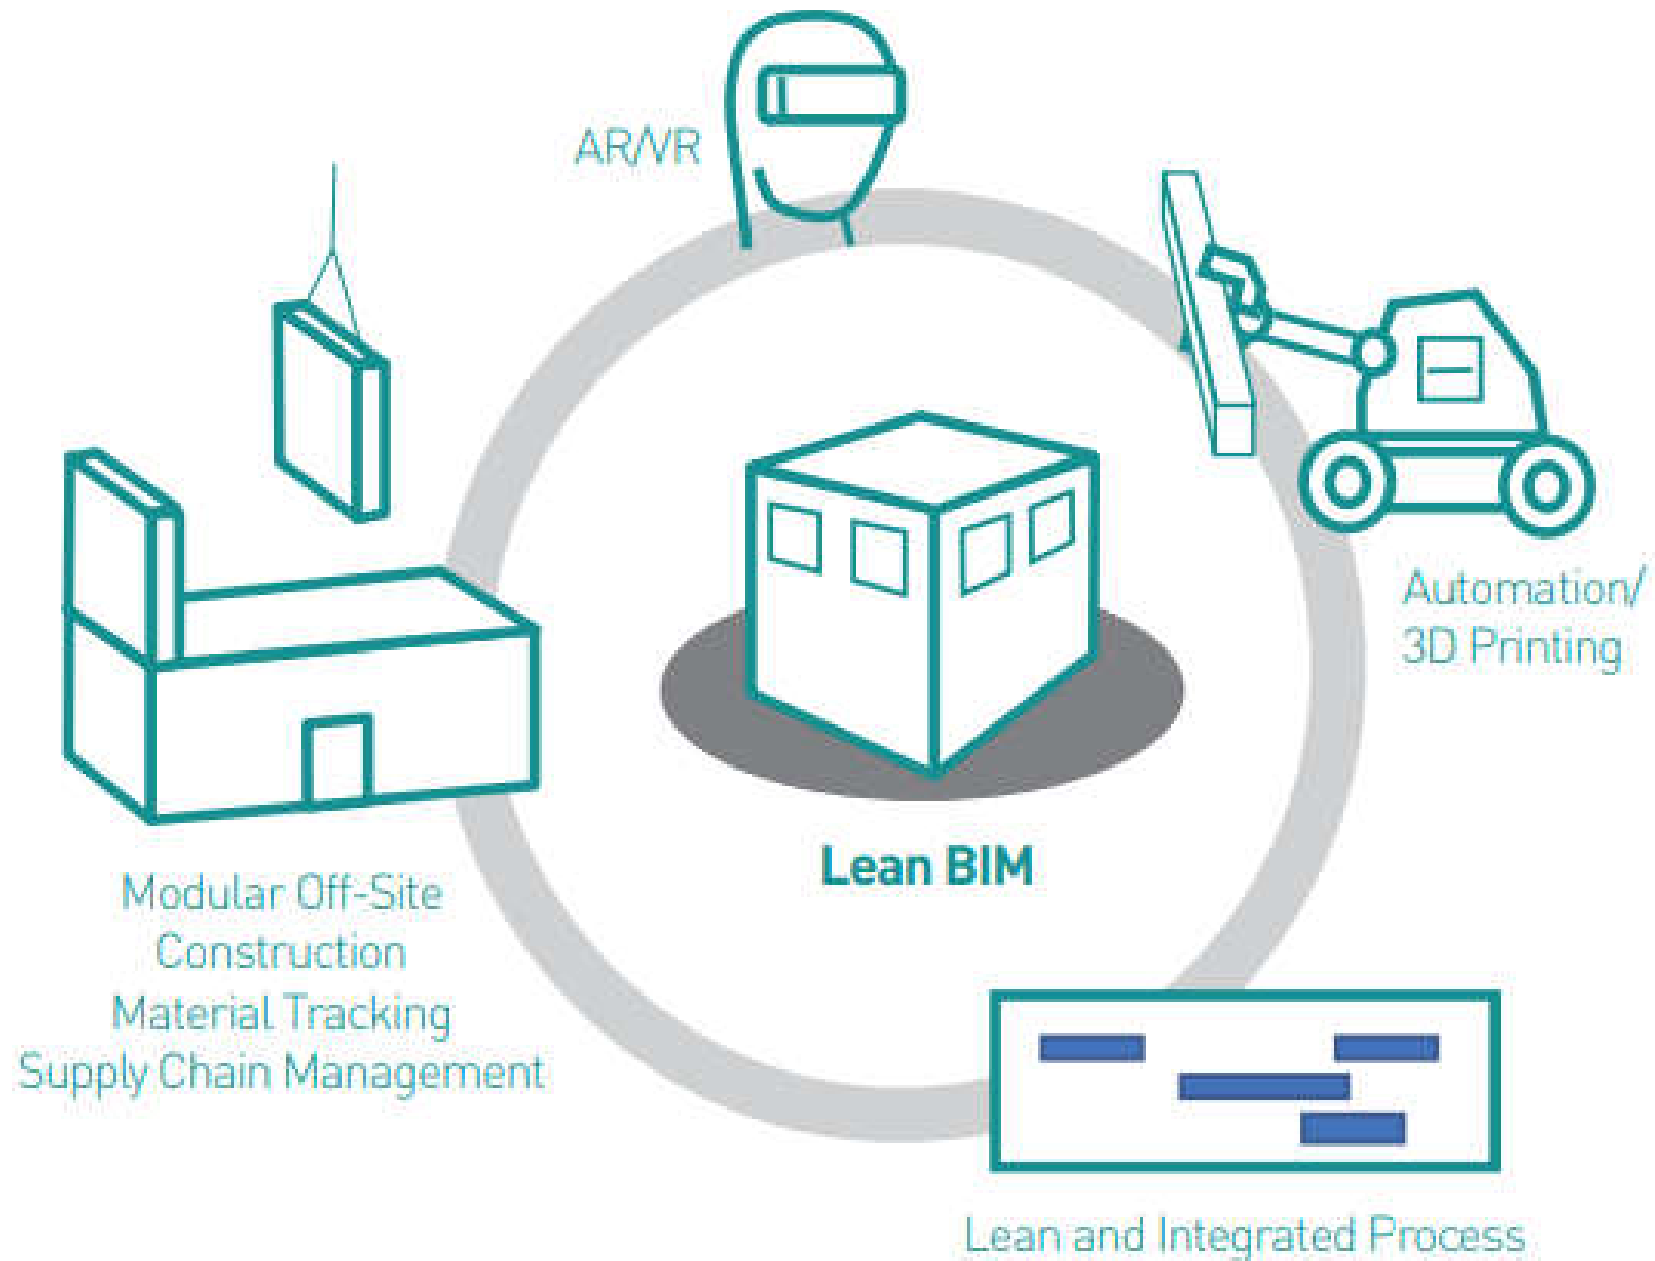 AR/VR
Automation/
3D Printing
Lean BIM
Modular Off-Site
Construction
Material Tracking
Supply Chain Management
Lean and Integrated Process